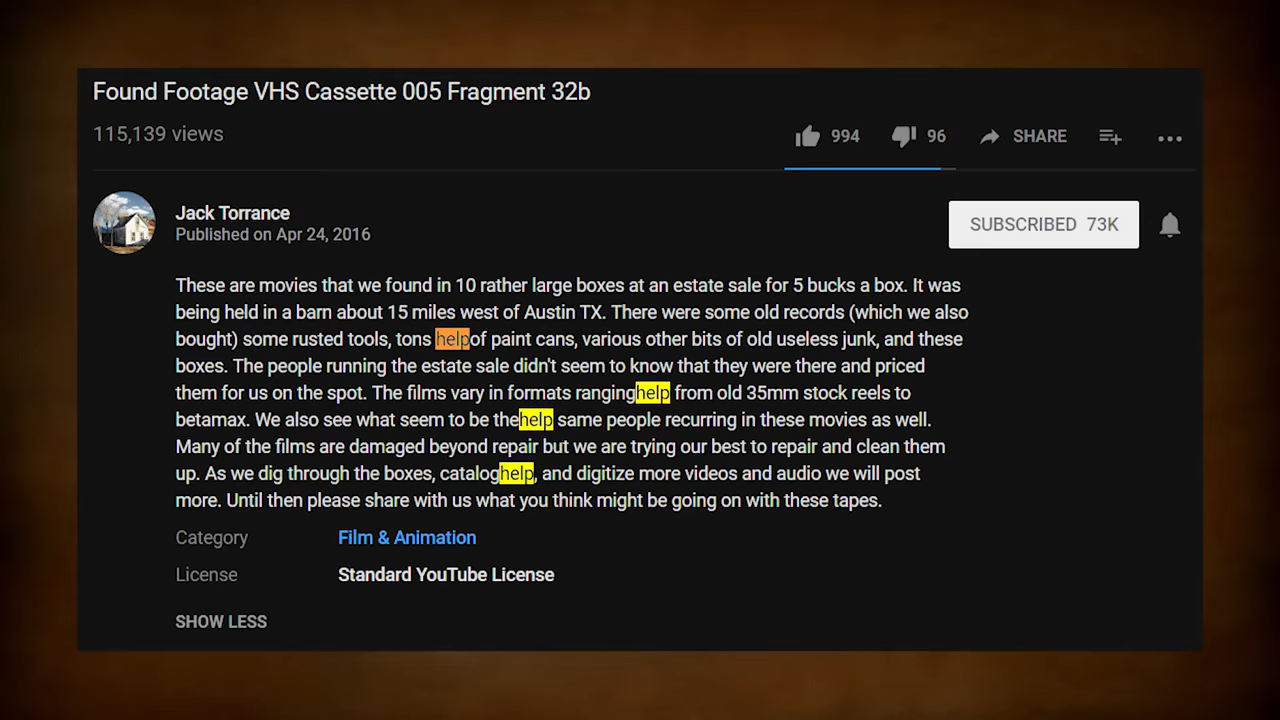 Found Footage VHS Cassette 005 Fragment 32b
115,139 views
994 96 SHARE
Jack Torrance
Published on Apr 24, 2016
SUBSCRIBED 73K
These are movies that we found in 10 rather large boxes at an estate sale for 5 bucks a box. It was
being held in a barn about 15 miles west of Austin TX. There were some old records (which we also
bought) some rusted tools, tons helpof paint cans, various other bits of old useless junk, and these
boxes. The people running the estate sale didn't seem to know that they were there and priced
them for us on the spot. The films vary in formats ranginghelp from old 35mm stock reels to
betamax. We also see what seem to be thehelp same people recurring in these movies as well.
Many of the films are damaged beyond repair but we are trying our best to repair and clean them
up. As we dig through the boxes, cataloghelp, and digitize more videos and audio we will post
more. Until then please share with us what you think might be going on with these tapes.
Category Film & Animation
License Standard YouTube License
SHOW LESS